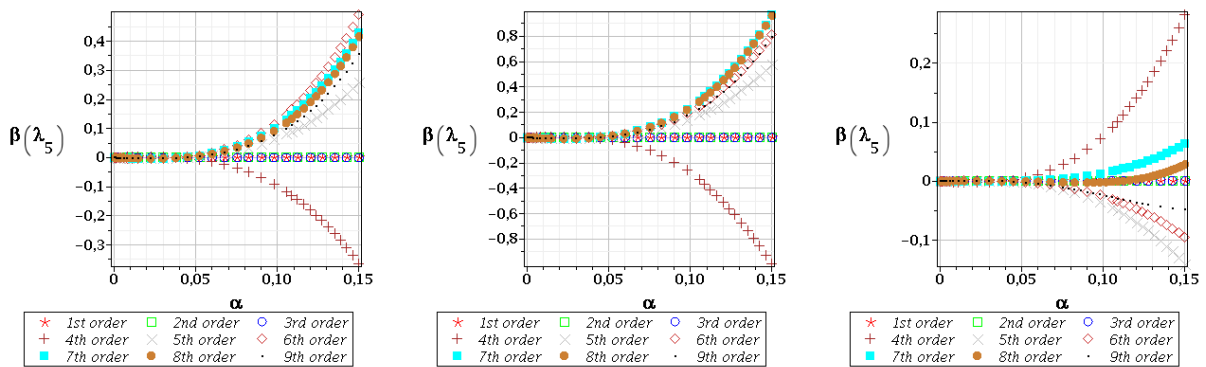 0,4
0,3
0,2
0,1
0
−0,1
−0,2
−0,3
β(λ₅)
0
0,05
0,10
0,15
α
1st order 2nd order 3rd order
4th order 5th order 6th order
7th order 8th order 9th order
0,8
0,6
0,4
0,2
0
−0,2
−0,4
−0,6
−0,8
β(λ₅)
0
0,05
0,10
0,15
α
1st order 2nd order 3rd order
4th order 5th order 6th order
7th order 8th order 9th order
0,2
0,1
0
−0,1
β(λ₅)
0
0,05
0,10
0,15
α
1st order 2nd order 3rd order
4th order 5th order 6th order
7th order 8th order 9th order